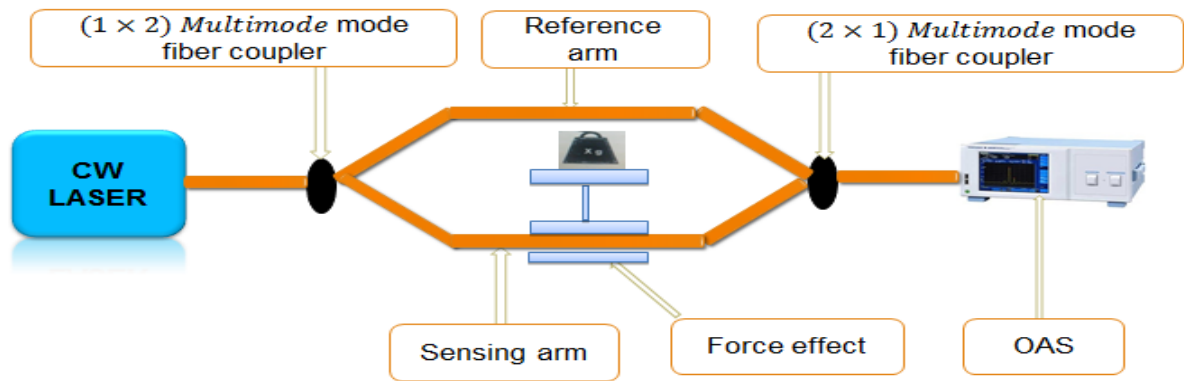 (1 × 2) Multimode mode
fiber coupler
Reference
arm
(2 × 1) Multimode mode
fiber coupler
CW
LASER
X g
Sensing arm
Force effect
OAS